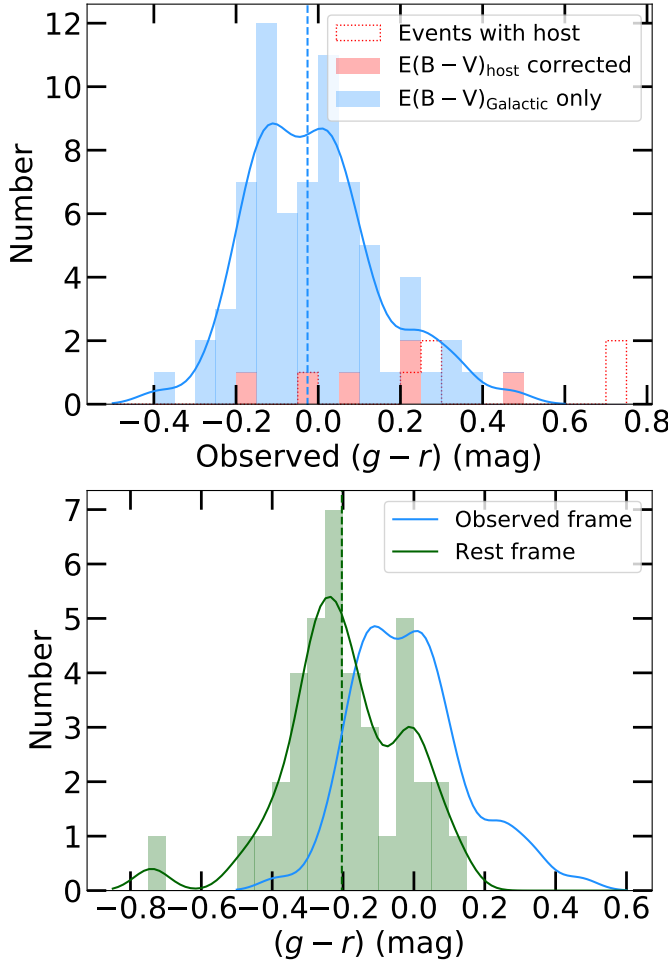 12
10
8
6
4
2
0
Number
Events with host
E(B − V)host corrected
E(B − V)Galactic only
−0.4 −0.2 0.0 0.2 0.4 0.6 0.8
Observed (g − r) (mag)
7
6
5
4
3
2
1
0
Number
Observed frame
Rest frame
−0.8 −0.6 −0.4 −0.2 0.0 0.2 0.4 0.6
(g − r) (mag)